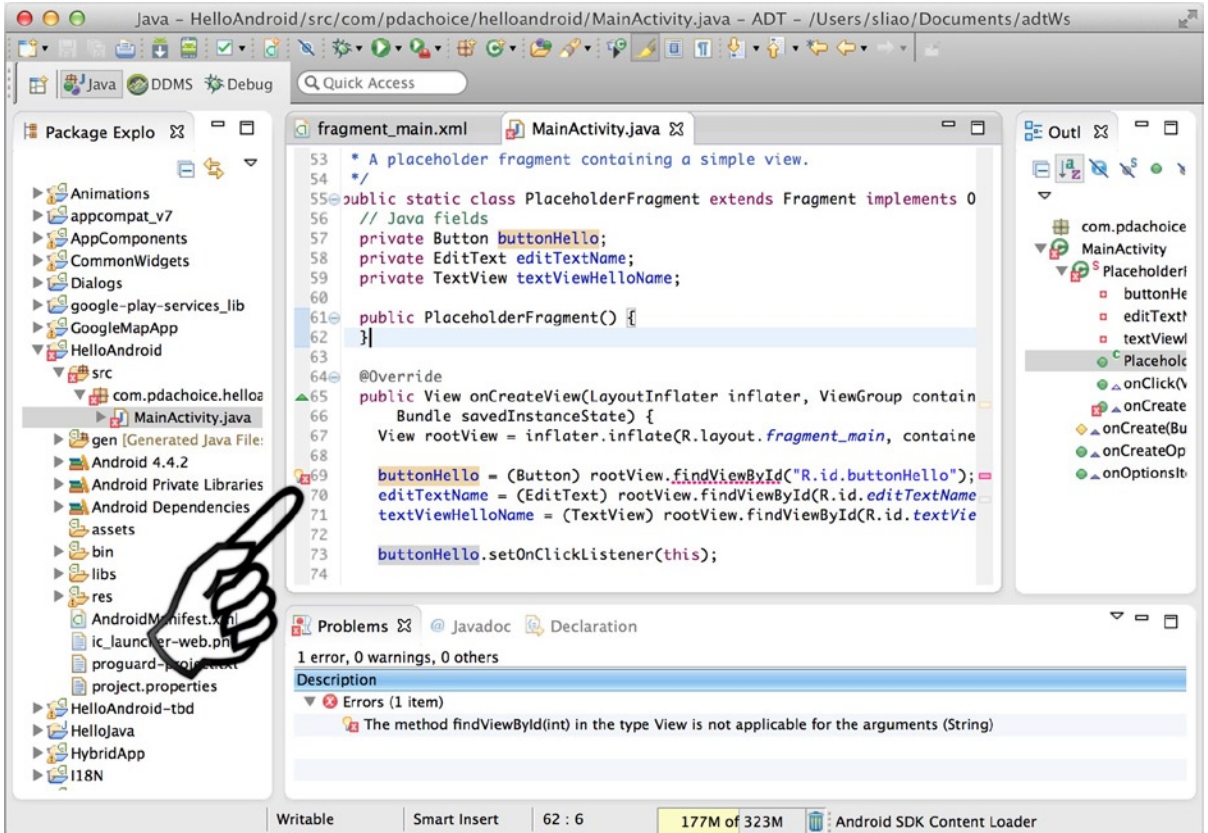 Java – HelloAndroid/src/com/pdachoice/helloandroid/MainActivity.java – ADT – /Users/sliao/Documents/adtWs
Java DDMS Debug Quick Access
Package Explo
Animations
appcompat_v7
AppComponents
CommonWidgets
Dialogs
google-play-services_lib
GoogleMapApp
HelloAndroid
src
com.pdachoice.helloa
MainActivity.java
gen [Generated Java File:
Android 4.4.2
Android Private Libraries
Android Dependencies
assets
bin
libs
res
ic_launcher-web.pn
project.properties
HelloAndroid-tbd
HelloJava
HybridApp
I18N
fragment_main.xml MainActivity.java
53 * A placeholder fragment containing a simple view.
54 */
55 public static class PlaceholderFragment extends Fragment implements O
56 // Java fields
57 private Button buttonHello;
58 private EditText editTextName;
59 private TextView textViewHelloName;
60
61 public PlaceholderFragment() {
62 }
63
64 @Override
65 public View onCreateView(LayoutInflater inflater, ViewGroup contain
66 Bundle savedInstanceState) {
67 View rootView = inflater.inflate(R.layout.fragment_main, containe
68
69 buttonHello = (Button) rootView.findViewById("R.id.buttonHello");
70 editTextName = (EditText) rootView.findViewById(R.id.editTextName
71 textViewHelloName = (TextView) rootView.findViewById(R.id.textVie
72
73 buttonHello.setOnClickListener(this);
74
Outl
com.pdachoice
MainActivity
S PlaceholderF
buttonHe
editTextN
textViewH
C Placeholc
onClick(V
onCreate
onCreate(Bu
onCreateOp
onOptionsIte
Problems @ Javadoc Declaration
1 error, 0 warnings, 0 others
Description
Errors (1 item)
The method findViewById(int) in the type View is not applicable for the arguments (String)
Writable Smart Insert 62 : 6 177M of 323M Android SDK Content Loader